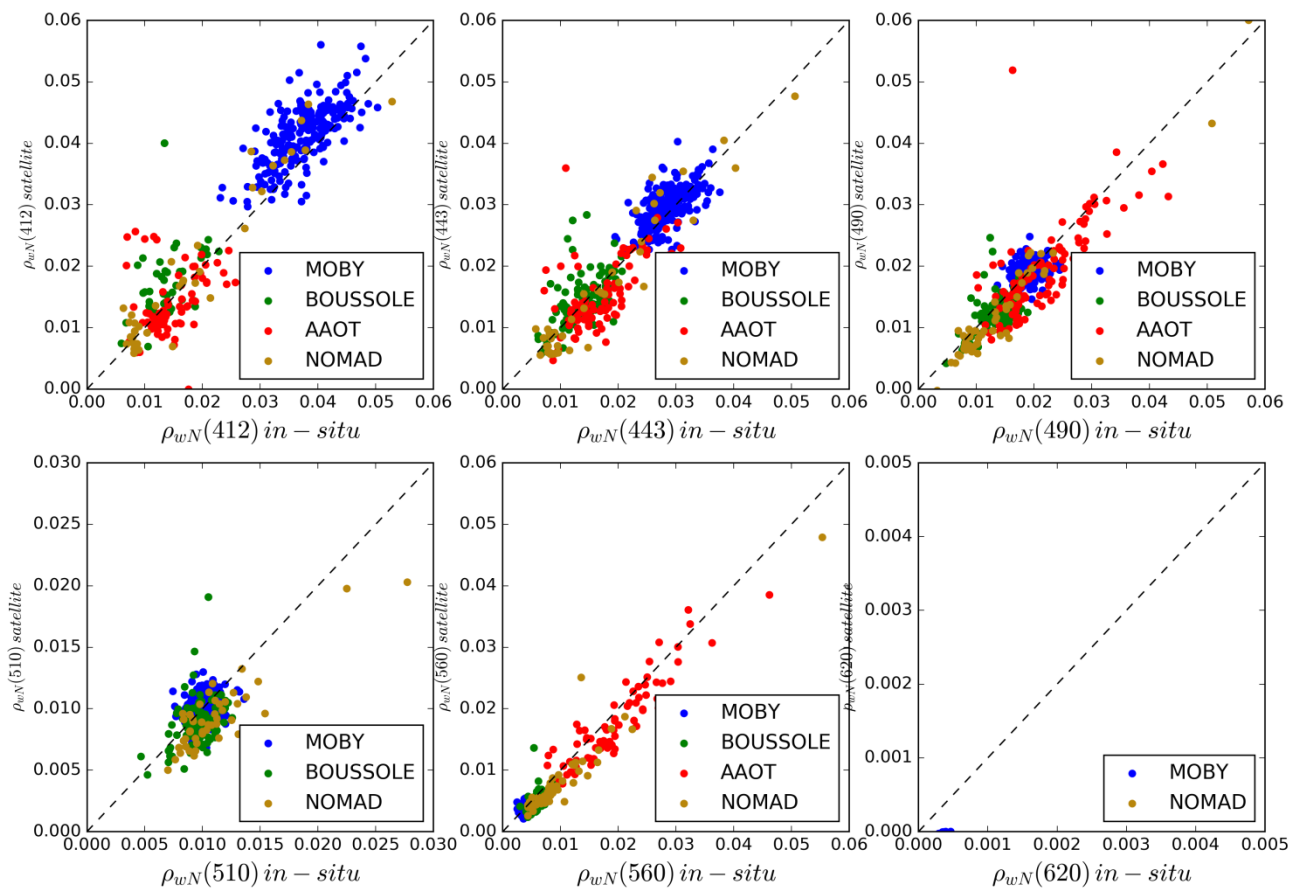 0.06
0.05
0.04
0.03
0.02
0.01
0.00
ρwN(412) satellite
MOBY
BOUSSOLE
AAOT
NOMAD
0.00 0.01 0.02 0.03 0.04 0.05 0.06
ρwN(412) in − situ
0.06
0.05
0.04
0.03
0.02
0.01
0.00
ρwN(443) satellite
MOBY
BOUSSOLE
AAOT
NOMAD
0.00 0.01 0.02 0.03 0.04 0.05 0.06
ρwN(443) in − situ
0.06
0.05
0.04
0.03
0.02
0.01
0.00
ρwN(490) satellite
MOBY
BOUSSOLE
AAOT
NOMAD
0.00 0.01 0.02 0.03 0.04 0.05 0.06
ρwN(490) in − situ
0.030
0.025
0.020
0.015
0.010
0.005
0.000
ρwN(510) satellite
MOBY
BOUSSOLE
NOMAD
0.000 0.005 0.010 0.015 0.020 0.025 0.030
ρwN(510) in − situ
0.06
0.05
0.04
0.03
0.02
0.01
0.00
ρwN(560) satellite
MOBY
BOUSSOLE
AAOT
NOMAD
0.00 0.01 0.02 0.03 0.04 0.05 0.06
ρwN(560) in − situ
0.005
0.004
0.003
0.002
0.001
0.000
ρwN(620) satellite
MOBY
NOMAD
0.000 0.001 0.002 0.003 0.004 0.005
ρwN(620) in − situ